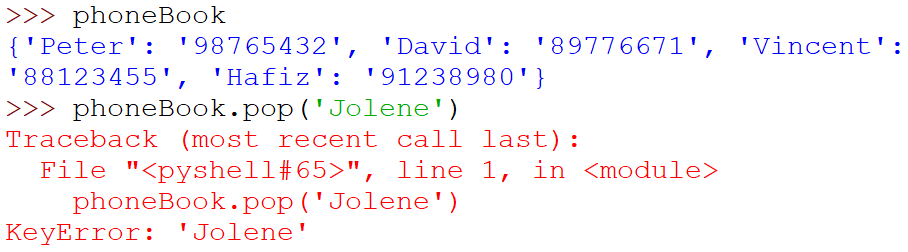 >>> phoneBook
{'Peter': '98765432', 'David': '89776671', 'Vincent':
'88123455', 'Hafiz': '91238980'}
>>> phoneBook.pop('Jolene')
Traceback (most recent call last):
  File "<pyshell#65>", line 1, in <module>
    phoneBook.pop('Jolene')
KeyError: 'Jolene'